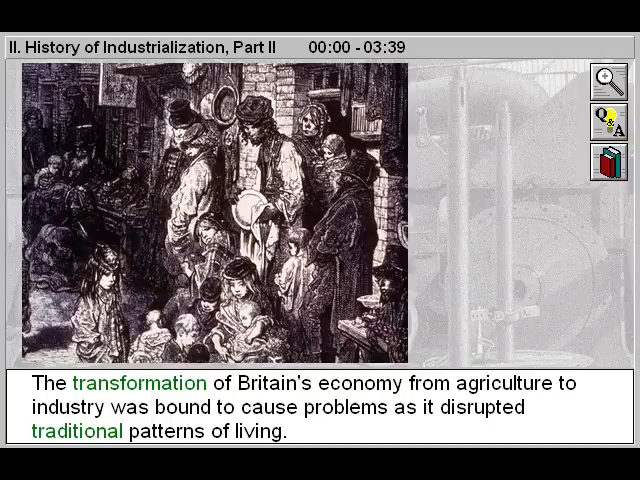 II. History of Industrialization, Part II 00:00 - 03:39
Q&A
The transformation of Britain's economy from agriculture to
industry was bound to cause problems as it disrupted
traditional patterns of living.